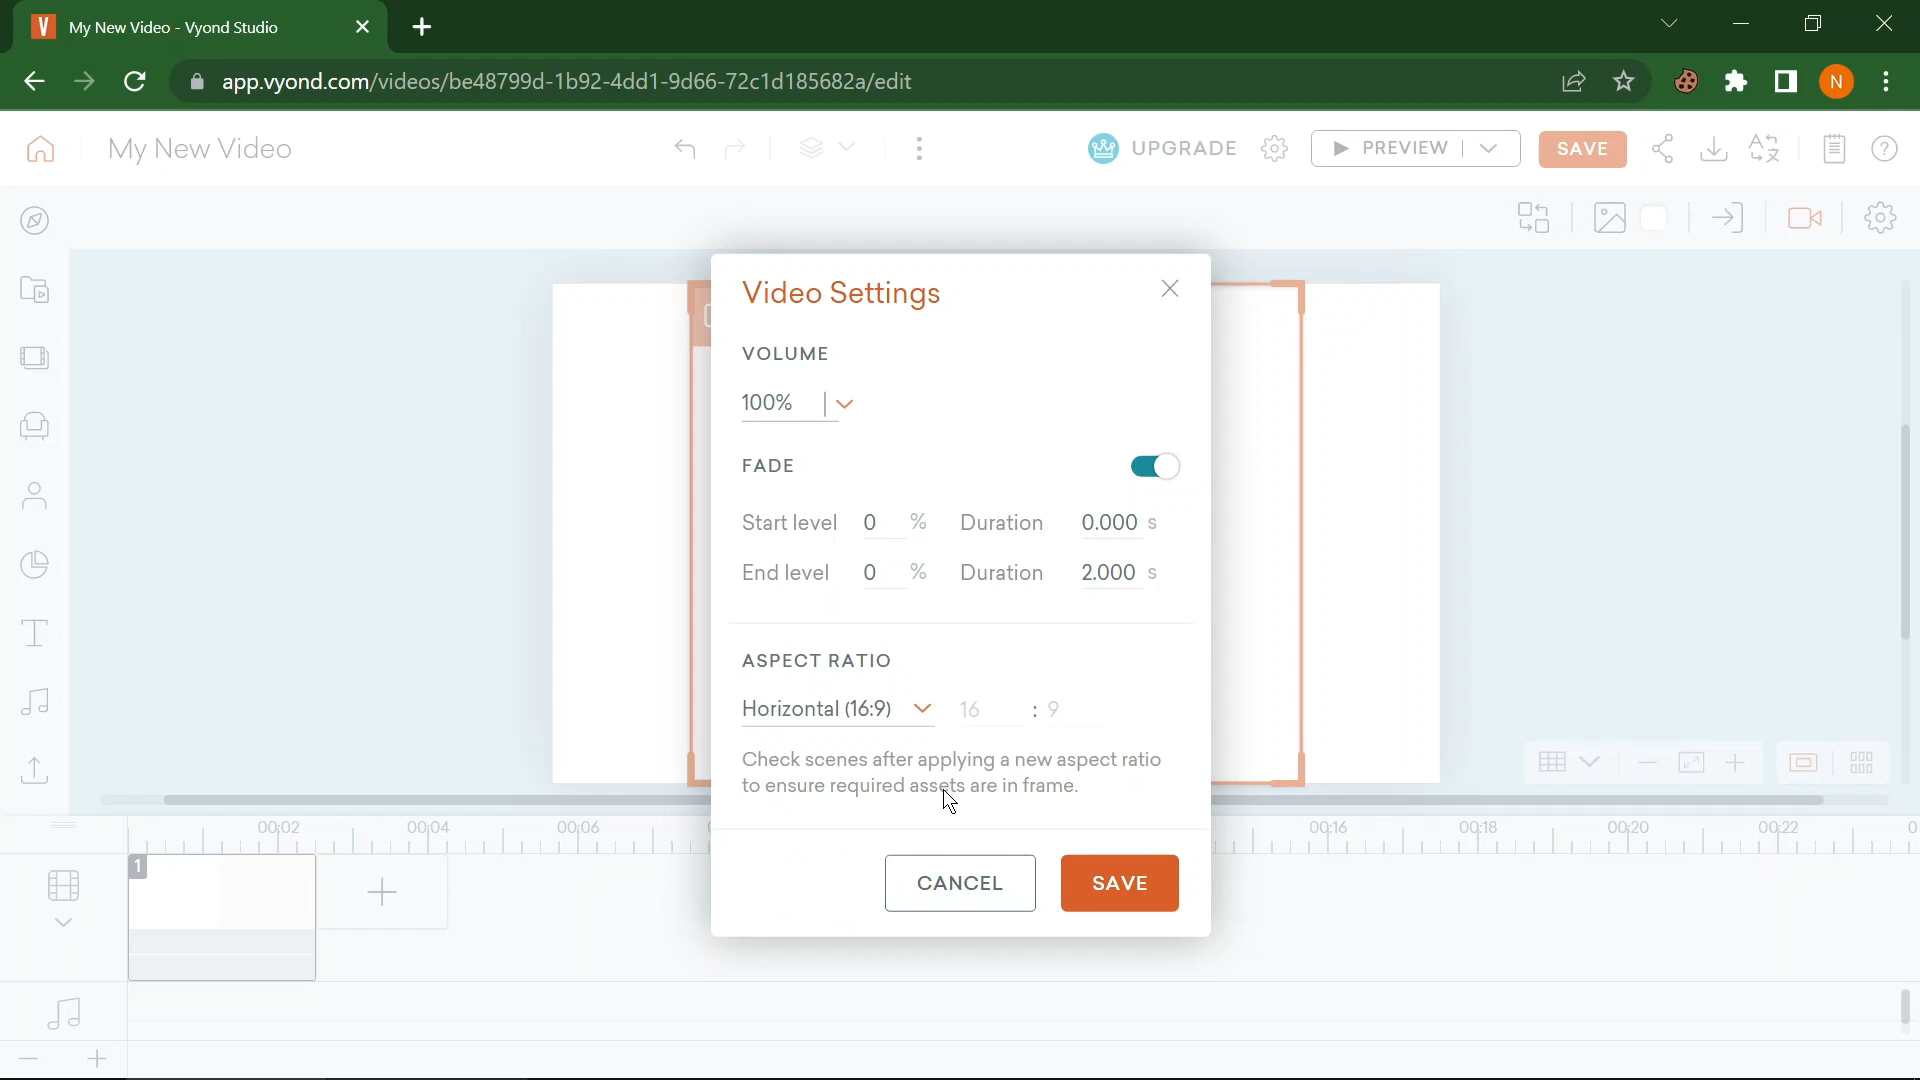 My New Video - Vyond Studio
app.vyond.com/videos/be48799d-1b92-4dd1-9d66-72c1d185682a/edit
N
My New Video
UPGRADE
PREVIEW
SAVE
Video Settings
VOLUME
100%
FADE
Start level 0 % Duration 0.000 s
End level 0 % Duration 2.000 s
ASPECT RATIO
Horizontal (16:9) 16 : 9
Check scenes after applying a new aspect ratio
to ensure required assets are in frame.
CANCEL
SAVE
00:02 00:04 00:06 00:16 00:18 00:20 00:22
1